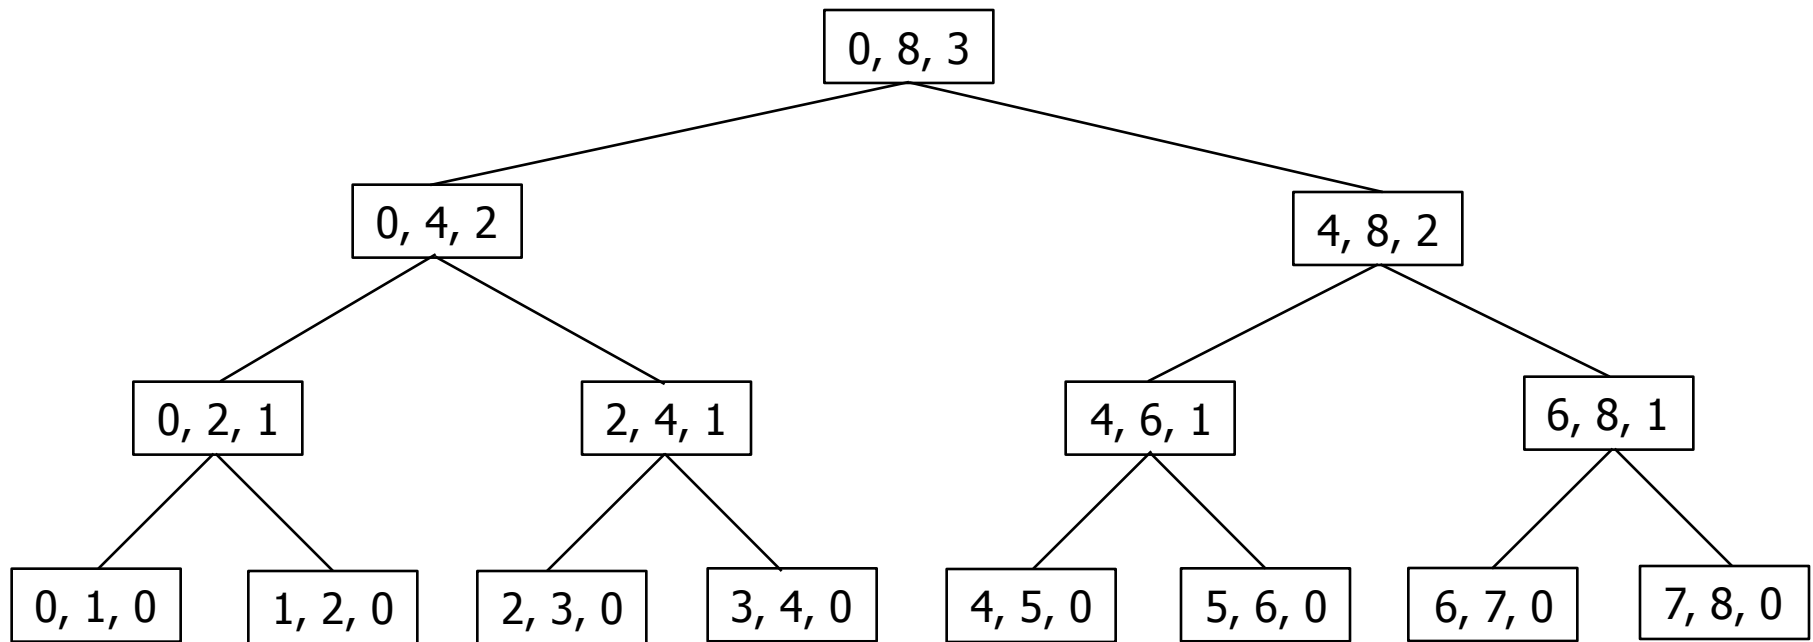 0, 8, 3
0, 4, 2
4, 8, 2
0, 2, 1
2, 4, 1
4, 6, 1
6, 8, 1
0, 1, 0
1, 2, 0
2, 3, 0
3, 4, 0
4, 5, 0
5, 6, 0
6, 7, 0
7, 8, 0